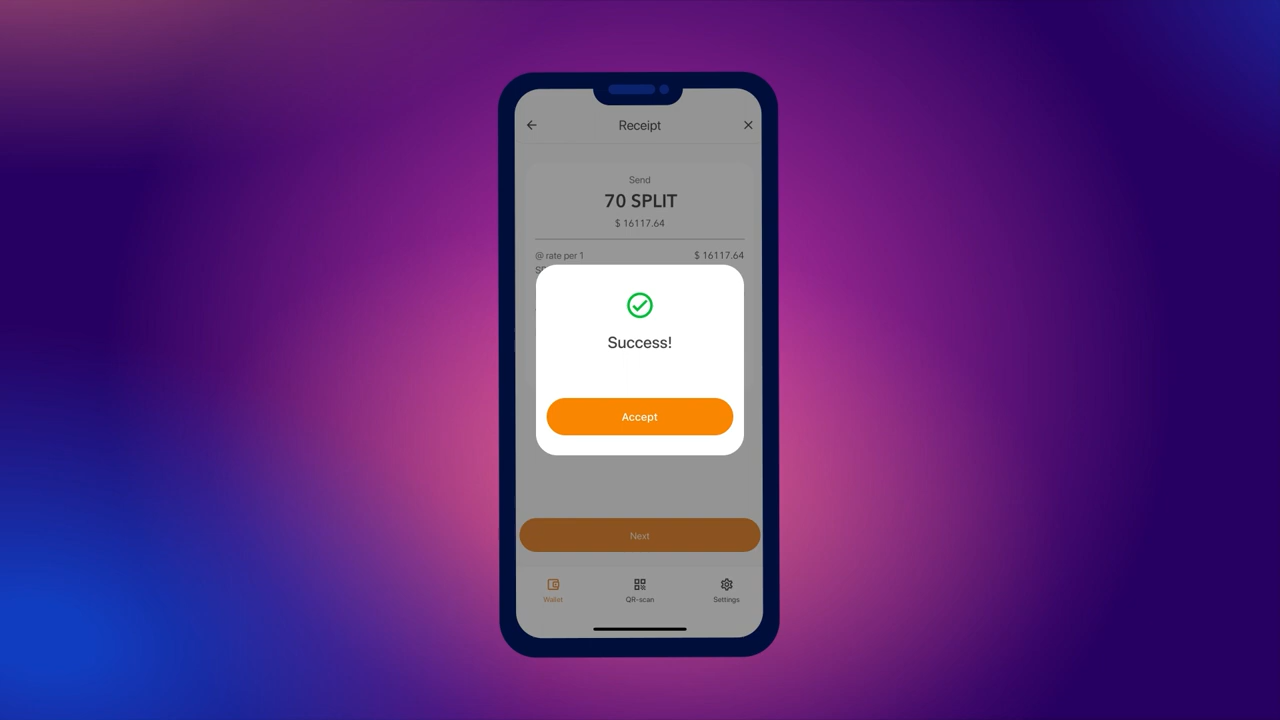 Receipt
Send
70 SPLIT
$ 16117.64
@ rate per 1 $ 16117.64
Success!
Accept
Next
Wallet QR-scan Settings